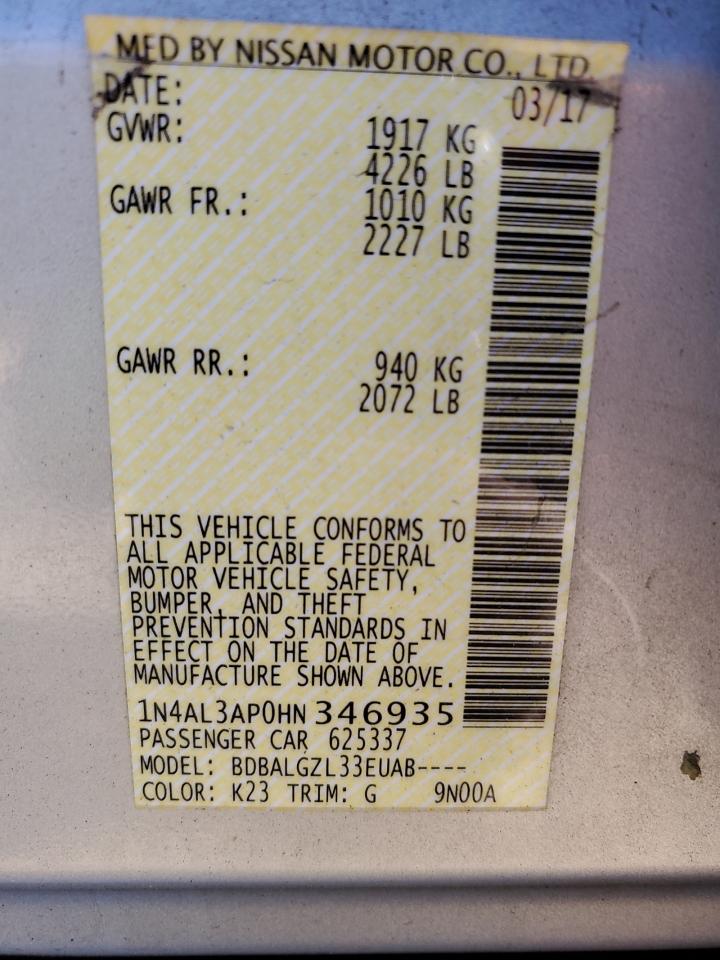 MFD BY NISSAN MOTOR CO., LTD.
DATE: 03/17
GVWR: 1917 KG
4226 LB
GAWR FR.: 1010 KG
2227 LB
GAWR RR.: 940 KG
2072 LB
THIS VEHICLE CONFORMS TO
ALL APPLICABLE FEDERAL
MOTOR VEHICLE SAFETY,
BUMPER, AND THEFT
PREVENTION STANDARDS IN
EFFECT ON THE DATE OF
MANUFACTURE SHOWN ABOVE.
1N4AL3AP0HN346935
PASSENGER CAR 625337
MODEL: BDBALGZL33EUAB----
COLOR: K23 TRIM: G 9N00A